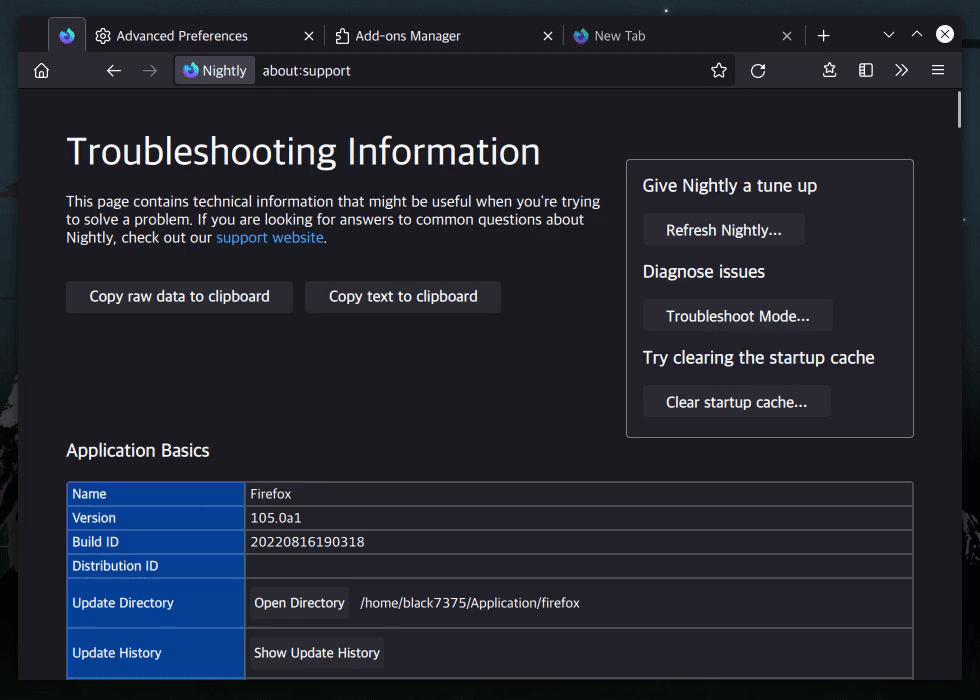 Advanced Preferences
Add-ons Manager
New Tab
Nightly
about:support
Troubleshooting Information
This page contains technical information that might be useful when you're trying
to solve a problem. If you are looking for answers to common questions about
Nightly, check out our support website.
Copy raw data to clipboard
Copy text to clipboard
Give Nightly a tune up
Refresh Nightly...
Diagnose issues
Troubleshoot Mode...
Try clearing the startup cache
Clear startup cache...
Application Basics
Name Firefox
Version 105.0a1
Build ID 20220816190318
Distribution ID
Update Directory Open Directory /home/black7375/Application/firefox
Update History Show Update History